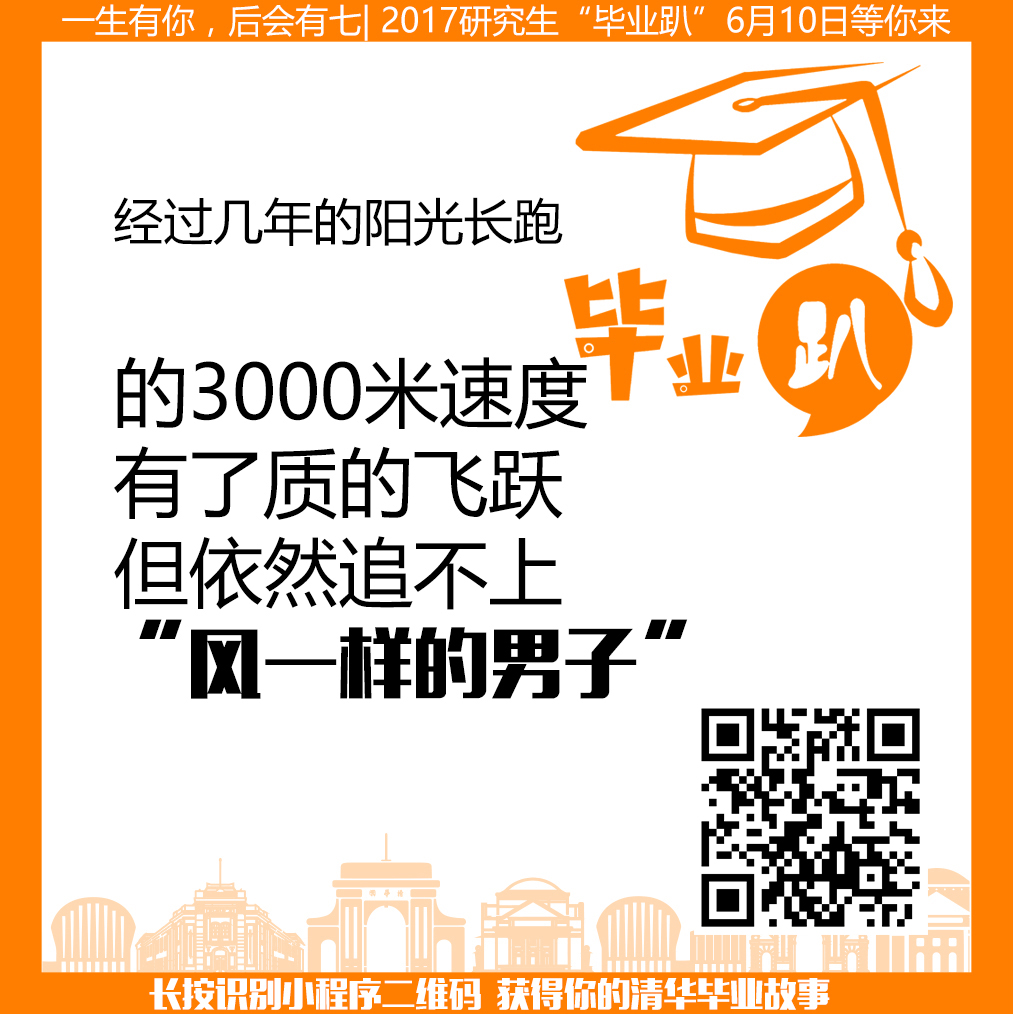 一生有你，后会有七| 2017研究生“毕业趴”6月10日等你来
经过几年的阳光长跑
毕业趴
的3000米速度
有了质的飞跃
但依然追不上
“风一样的男子“
长按识别小程序二维码 获得你的清华毕业故事